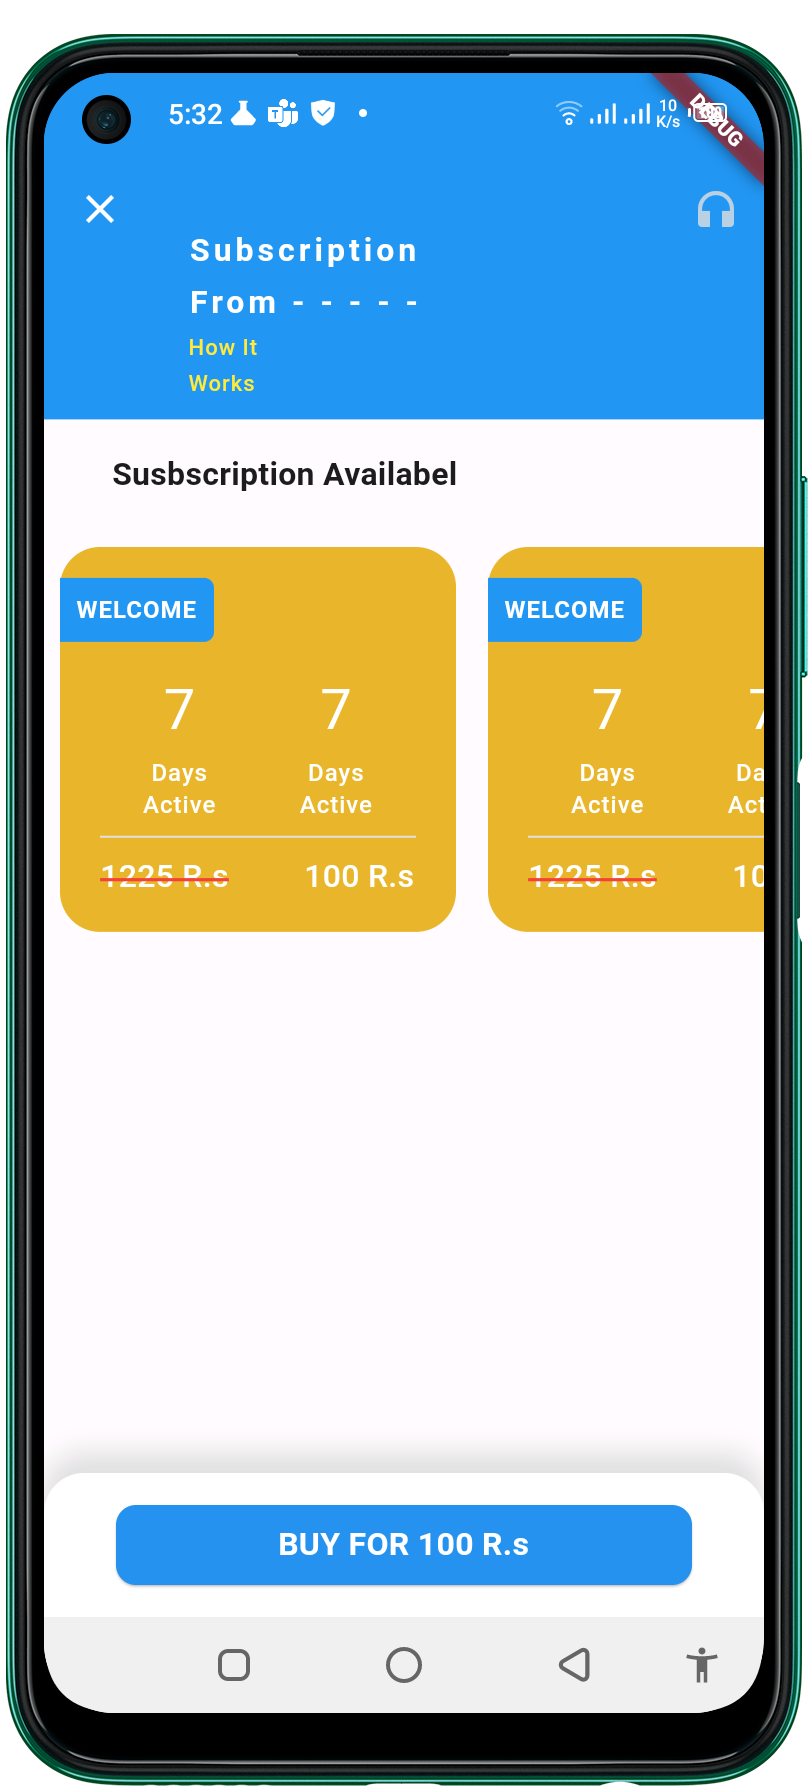 5:32
10
K/s
DEBUG
Subscription
From - - - - -
How It
Works
Susbscription Availabel
WELCOME
WELCOME
7 7
7 7
Days Days
Active Active
Days Da
Active Act
1225 R.s 100 R.s
1225 R.s 10
BUY FOR 100 R.s